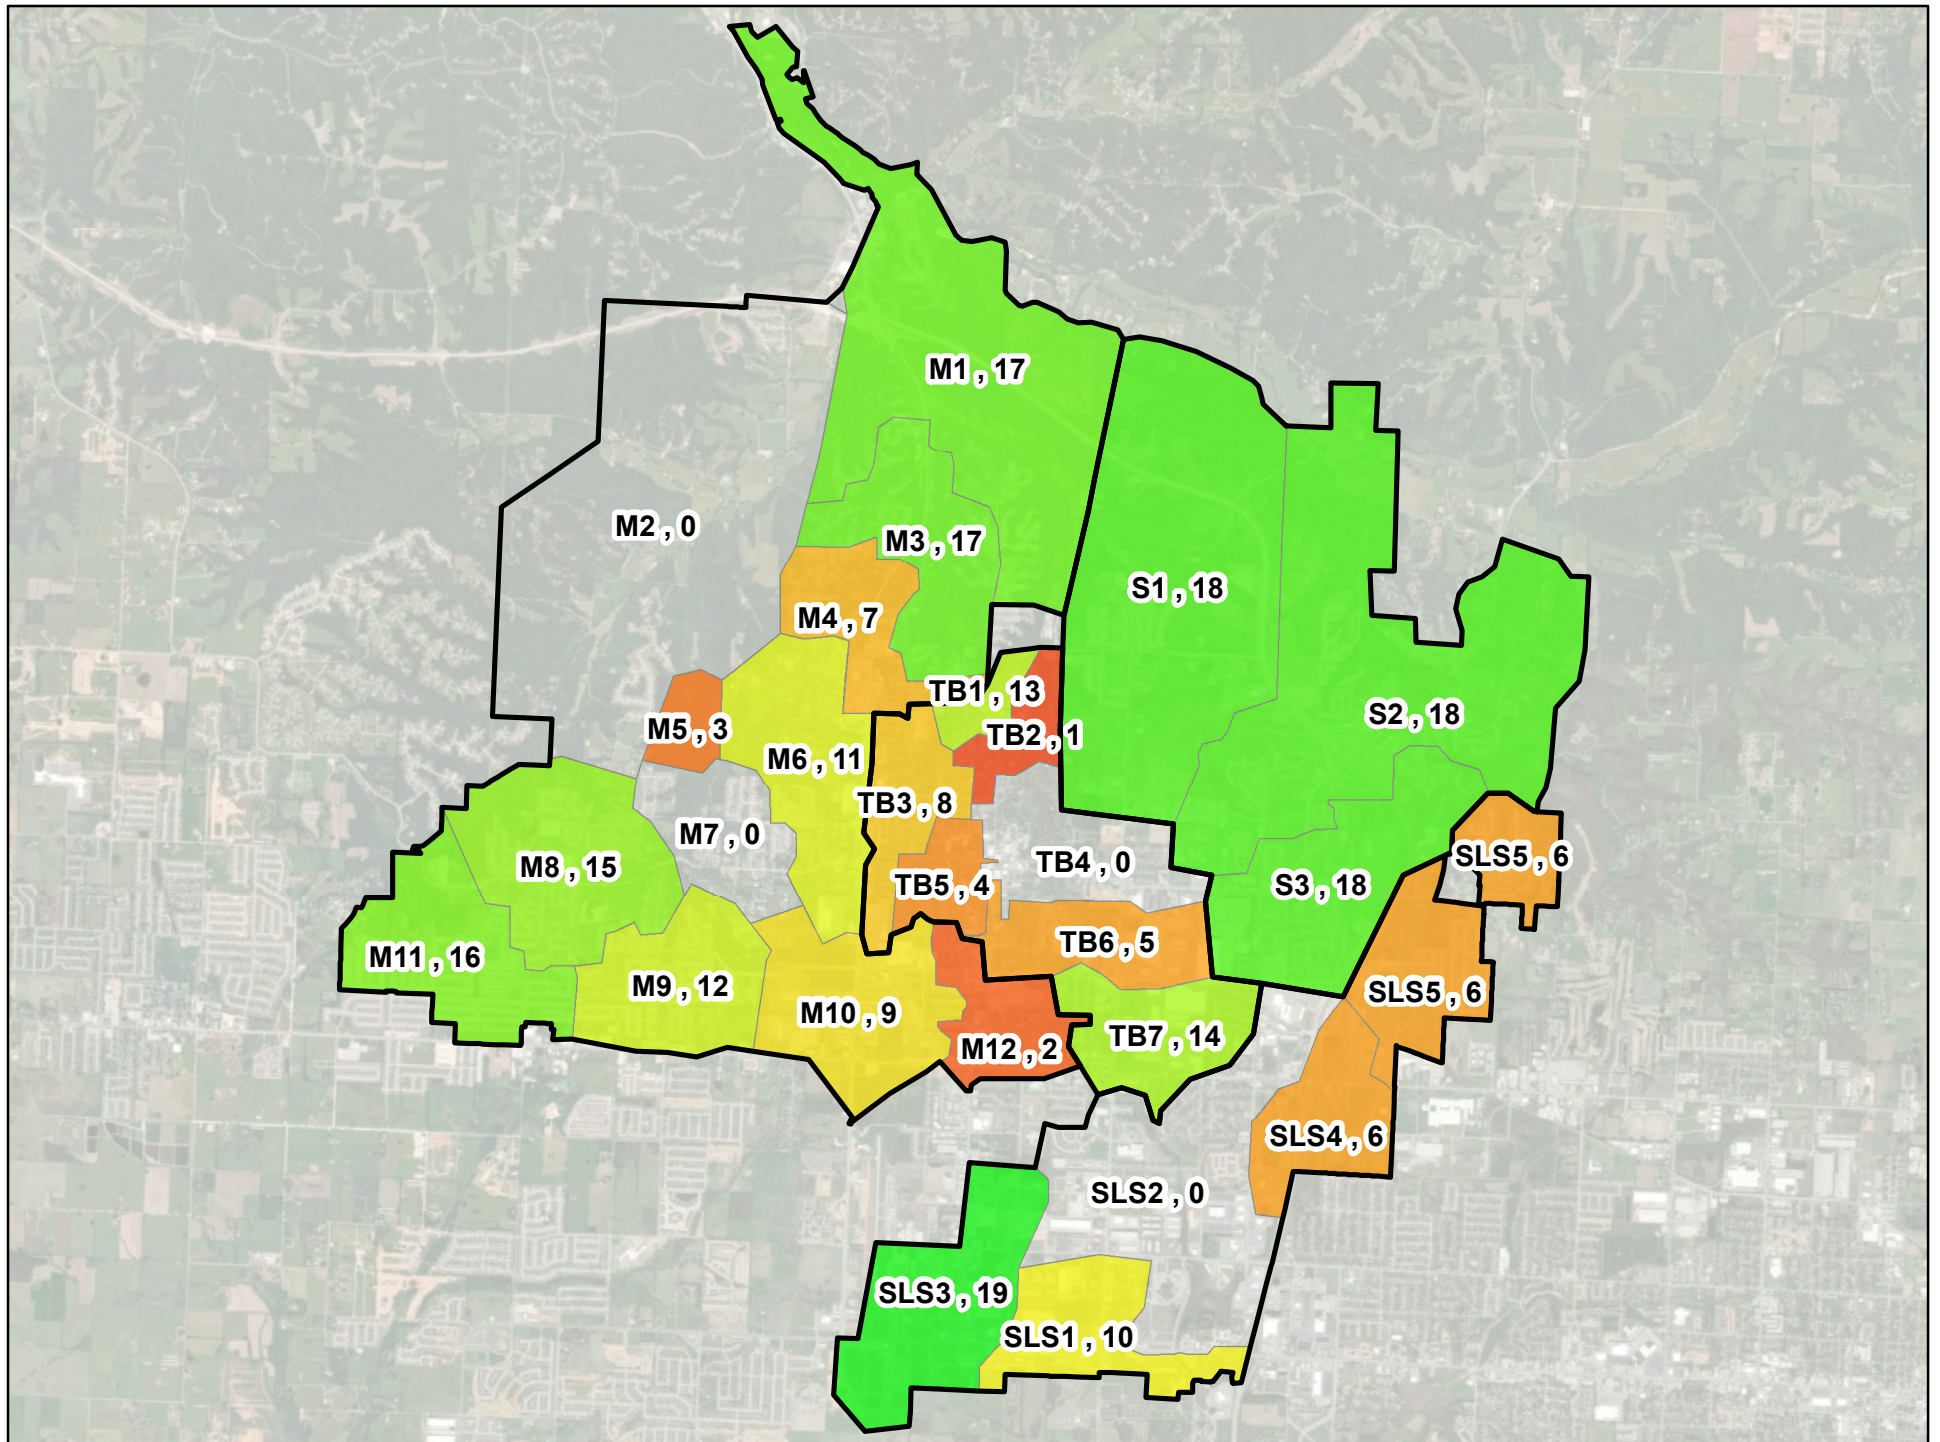 M1 , 17
M2 , 0
M3 , 17
S1 , 18
M4 , 7
TB1 , 13
S2 , 18
M5 , 3
TB2 , 1
M6 , 11
TB3 , 8
M7 , 0
SLS5 , 6
TB4 , 0
M8 , 15
TB5 , 4
S3 , 18
TB6 , 5
M11 , 16
M9 , 12
SLS5 , 6
M10 , 9
TB7 , 14
M12 , 2
SLS4 , 6
SLS2 , 0
SLS3 , 19
SLS1 , 10